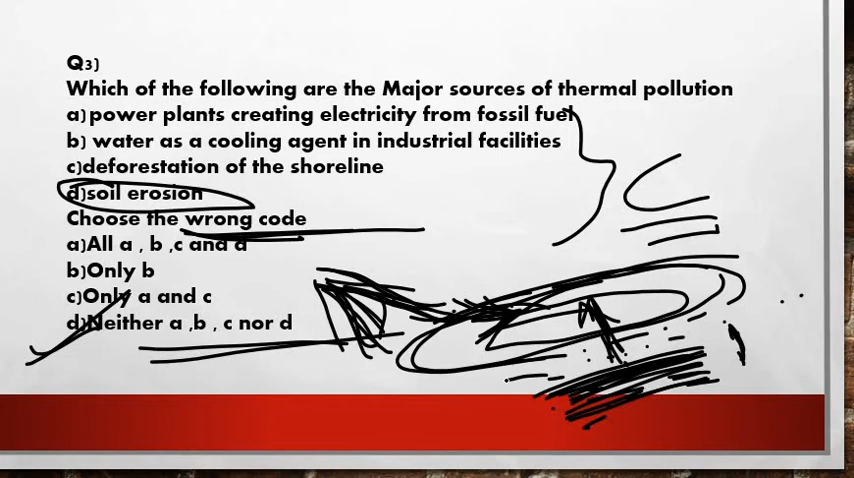 Q3)
Which of the following are the Major sources of thermal pollution
a) power plants creating electricity from fossil fuel
b) water as a cooling agent in industrial facilities
c)deforestation of the shoreline
d)soil erosion
Choose the wrong code
a)All a , b ,c and d
b)Only b
c)Only a and c
d)Neither a ,b , c nor d